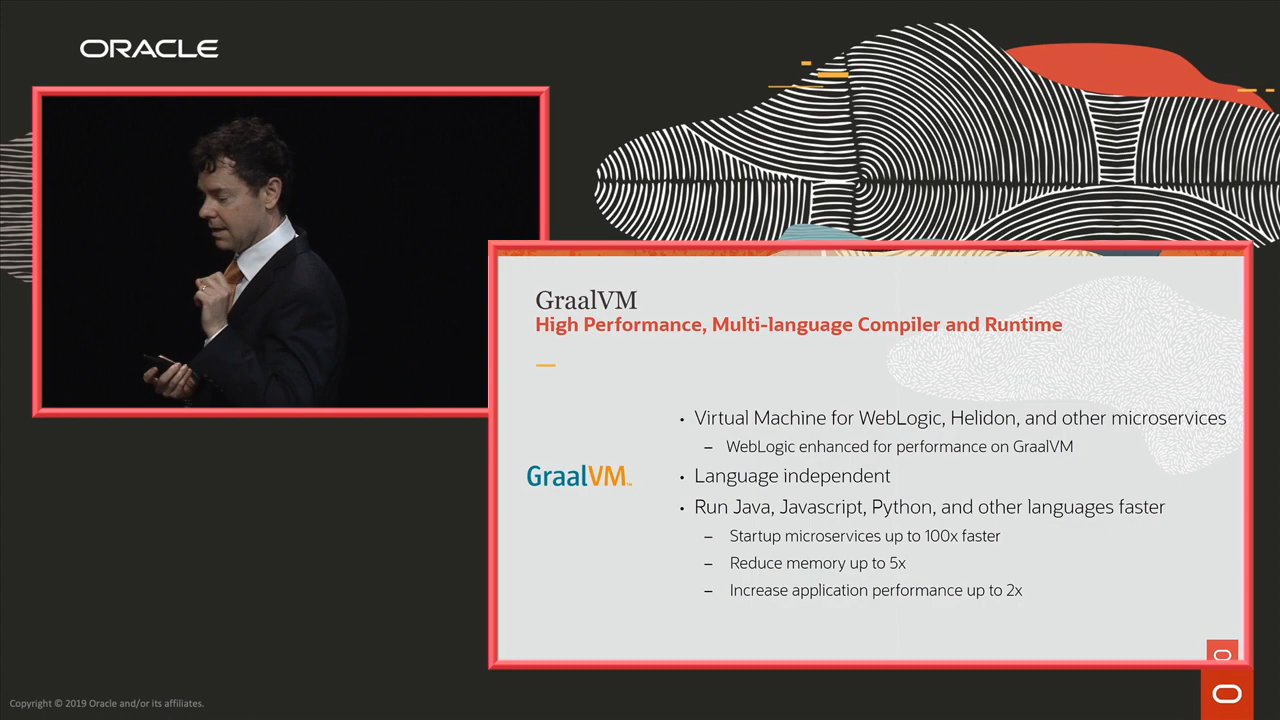 ORACLE
GraalVM
High Performance, Multi-language Compiler and Runtime
• Virtual Machine for WebLogic, Helidon, and other microservices
– WebLogic enhanced for performance on GraalVM
GraalVM™
• Language independent
• Run Java, Javascript, Python, and other languages faster
– Startup microservices up to 100x faster
– Reduce memory up to 5x
– Increase application performance up to 2x
Copyright © 2019 Oracle and/or its affiliates.